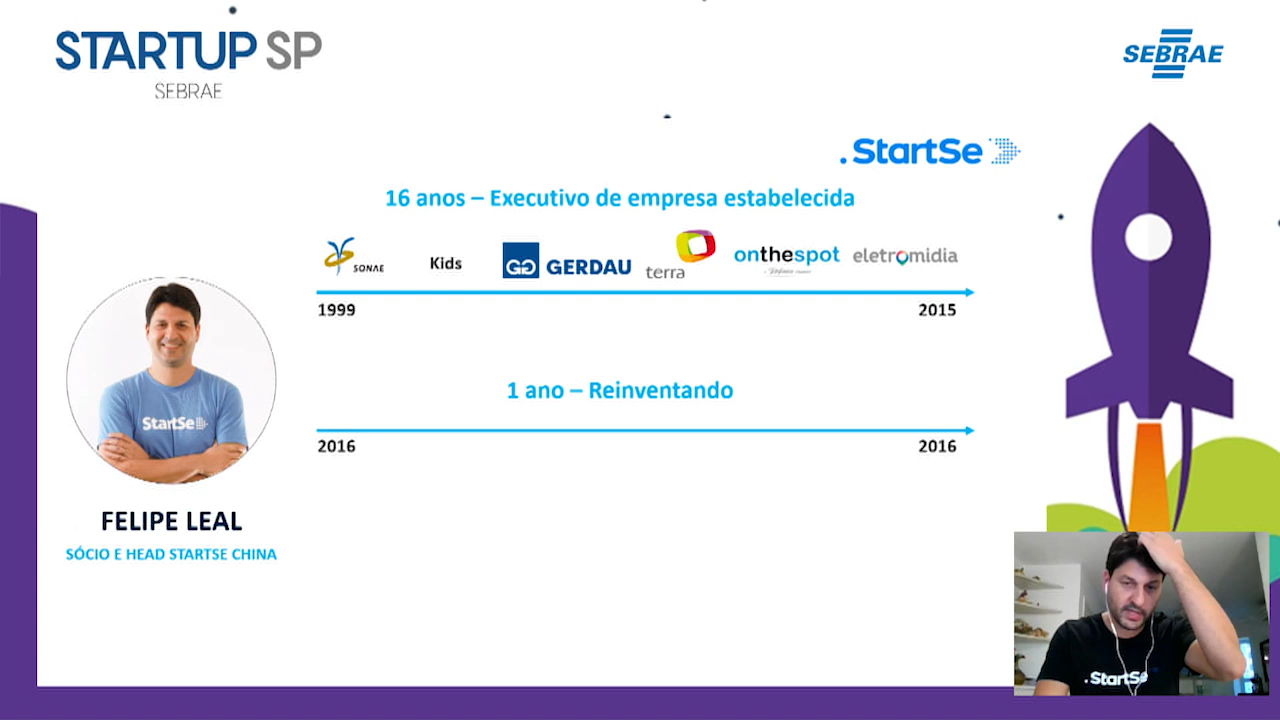 STARTUP SP
SEBRAE
SEBRAE
.StartSe
16 anos – Executivo de empresa estabelecida
SONAE
Kids
GERDAU
terra
onthespot
eletromidia
1999
2015
1 ano – Reinventando
2016
2016
StartSe
FELIPE LEAL
SÓCIO E HEAD STARTSE CHINA
.StartSe